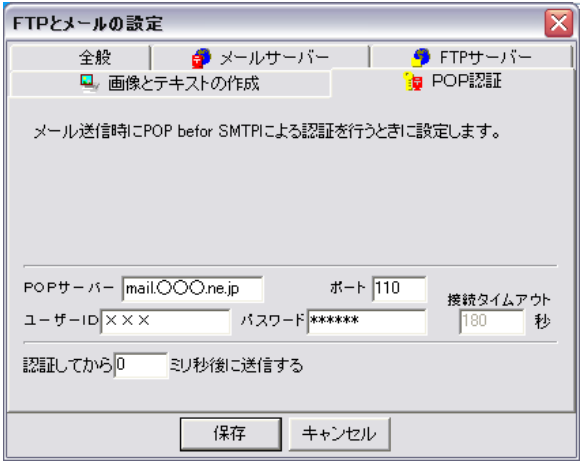 FTPとメールの設定
全般 メールサーバー FTPサーバー
画像とテキストの作成 POP認証
メール送信時にPOP befor SMTPによる認証を行うときに設定します。
POPサーバー mail.〇〇〇.ne.jp ポート 110 接続タイムアウト
ユーザーID ××× パスワード ****** 180 秒
認証してから 0 ミリ秒後に送信する
保存 キャンセル